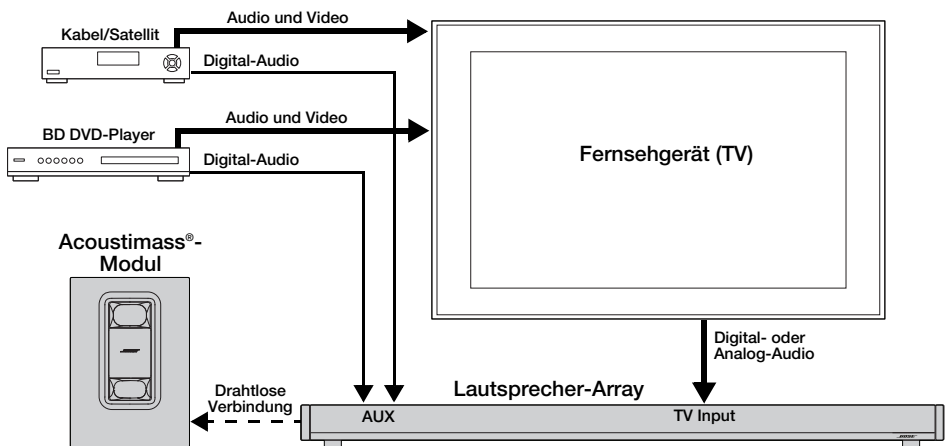 Audio und Video
Kabel/Satellit
Digital-Audio
Audio und Video
BD DVD-Player
Digital-Audio
Fernsehgerät (TV)
Acoustimass®-
Modul
Digital- oder
Analog-Audio
Drahtlose
Verbindung
Lautsprecher-Array
AUX
TV Input